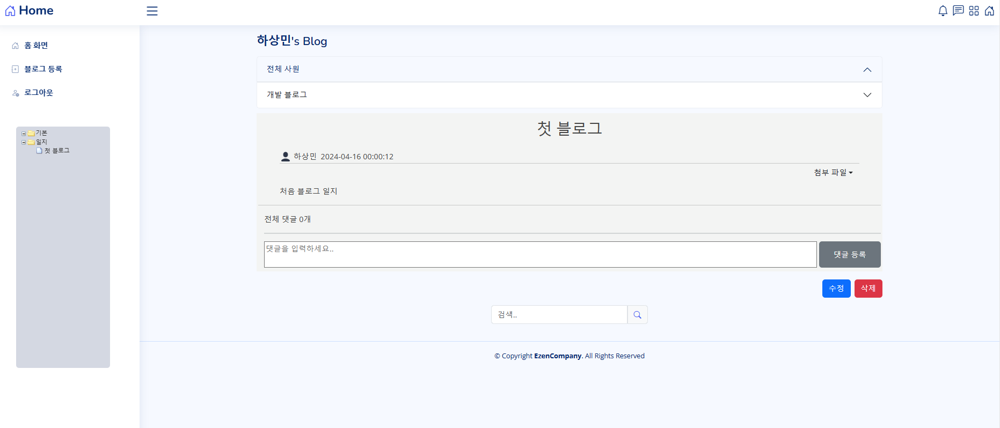 Home
홈 화면
블로그 등록
로그아웃
기본
일지
첫 블로그
하상민's Blog
전체 사원
개발 블로그
첫 블로그
하상민 2024-04-16 00:00:12
첨부 파일
처음 블로그 일지
전체 댓글 0개
댓글을 입력하세요..
댓글 등록
수정 삭제
검색..
© Copyright EzenCompany. All Rights Reserved